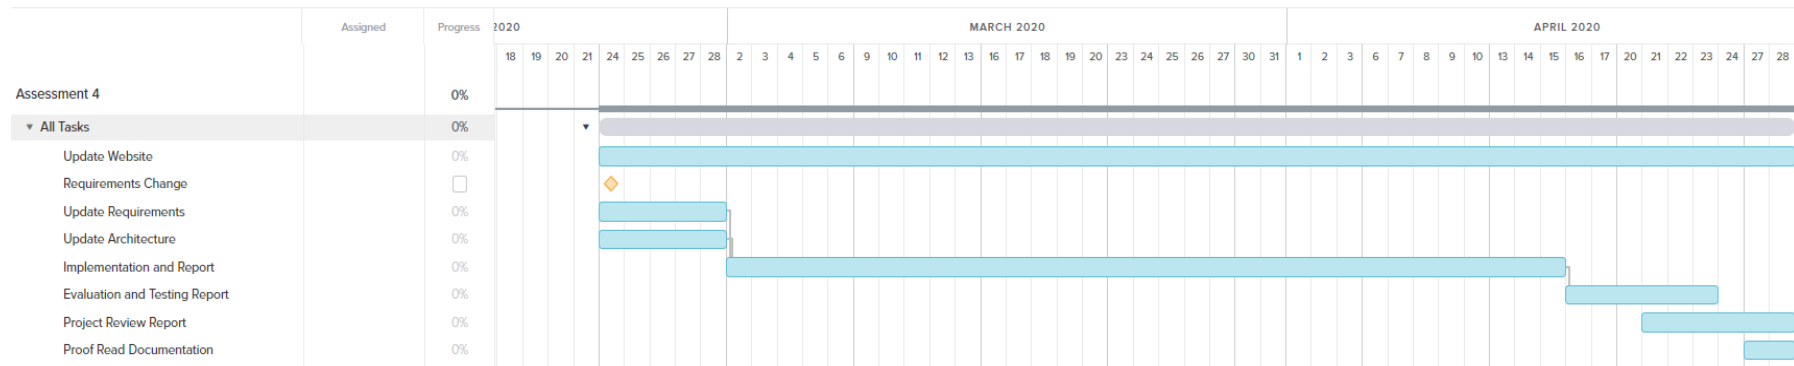 Assigned Progress 2020 MARCH 2020 APRIL 2020
18 19 20 21 24 25 26 27 28 2 3 4 5 6 9 10 11 12 13 16 17 18 19 20 23 24 25 26 27 30 31 1 2 3 6 7 8 9 10 13 14 15 16 17 20 21 22 23 24 27 28
Assessment 4 0%
All Tasks 0%
Update Website 0%
Requirements Change
Update Requirements 0%
Update Architecture 0%
Implementation and Report 0%
Evaluation and Testing Report 0%
Project Review Report 0%
Proof Read Documentation 0%